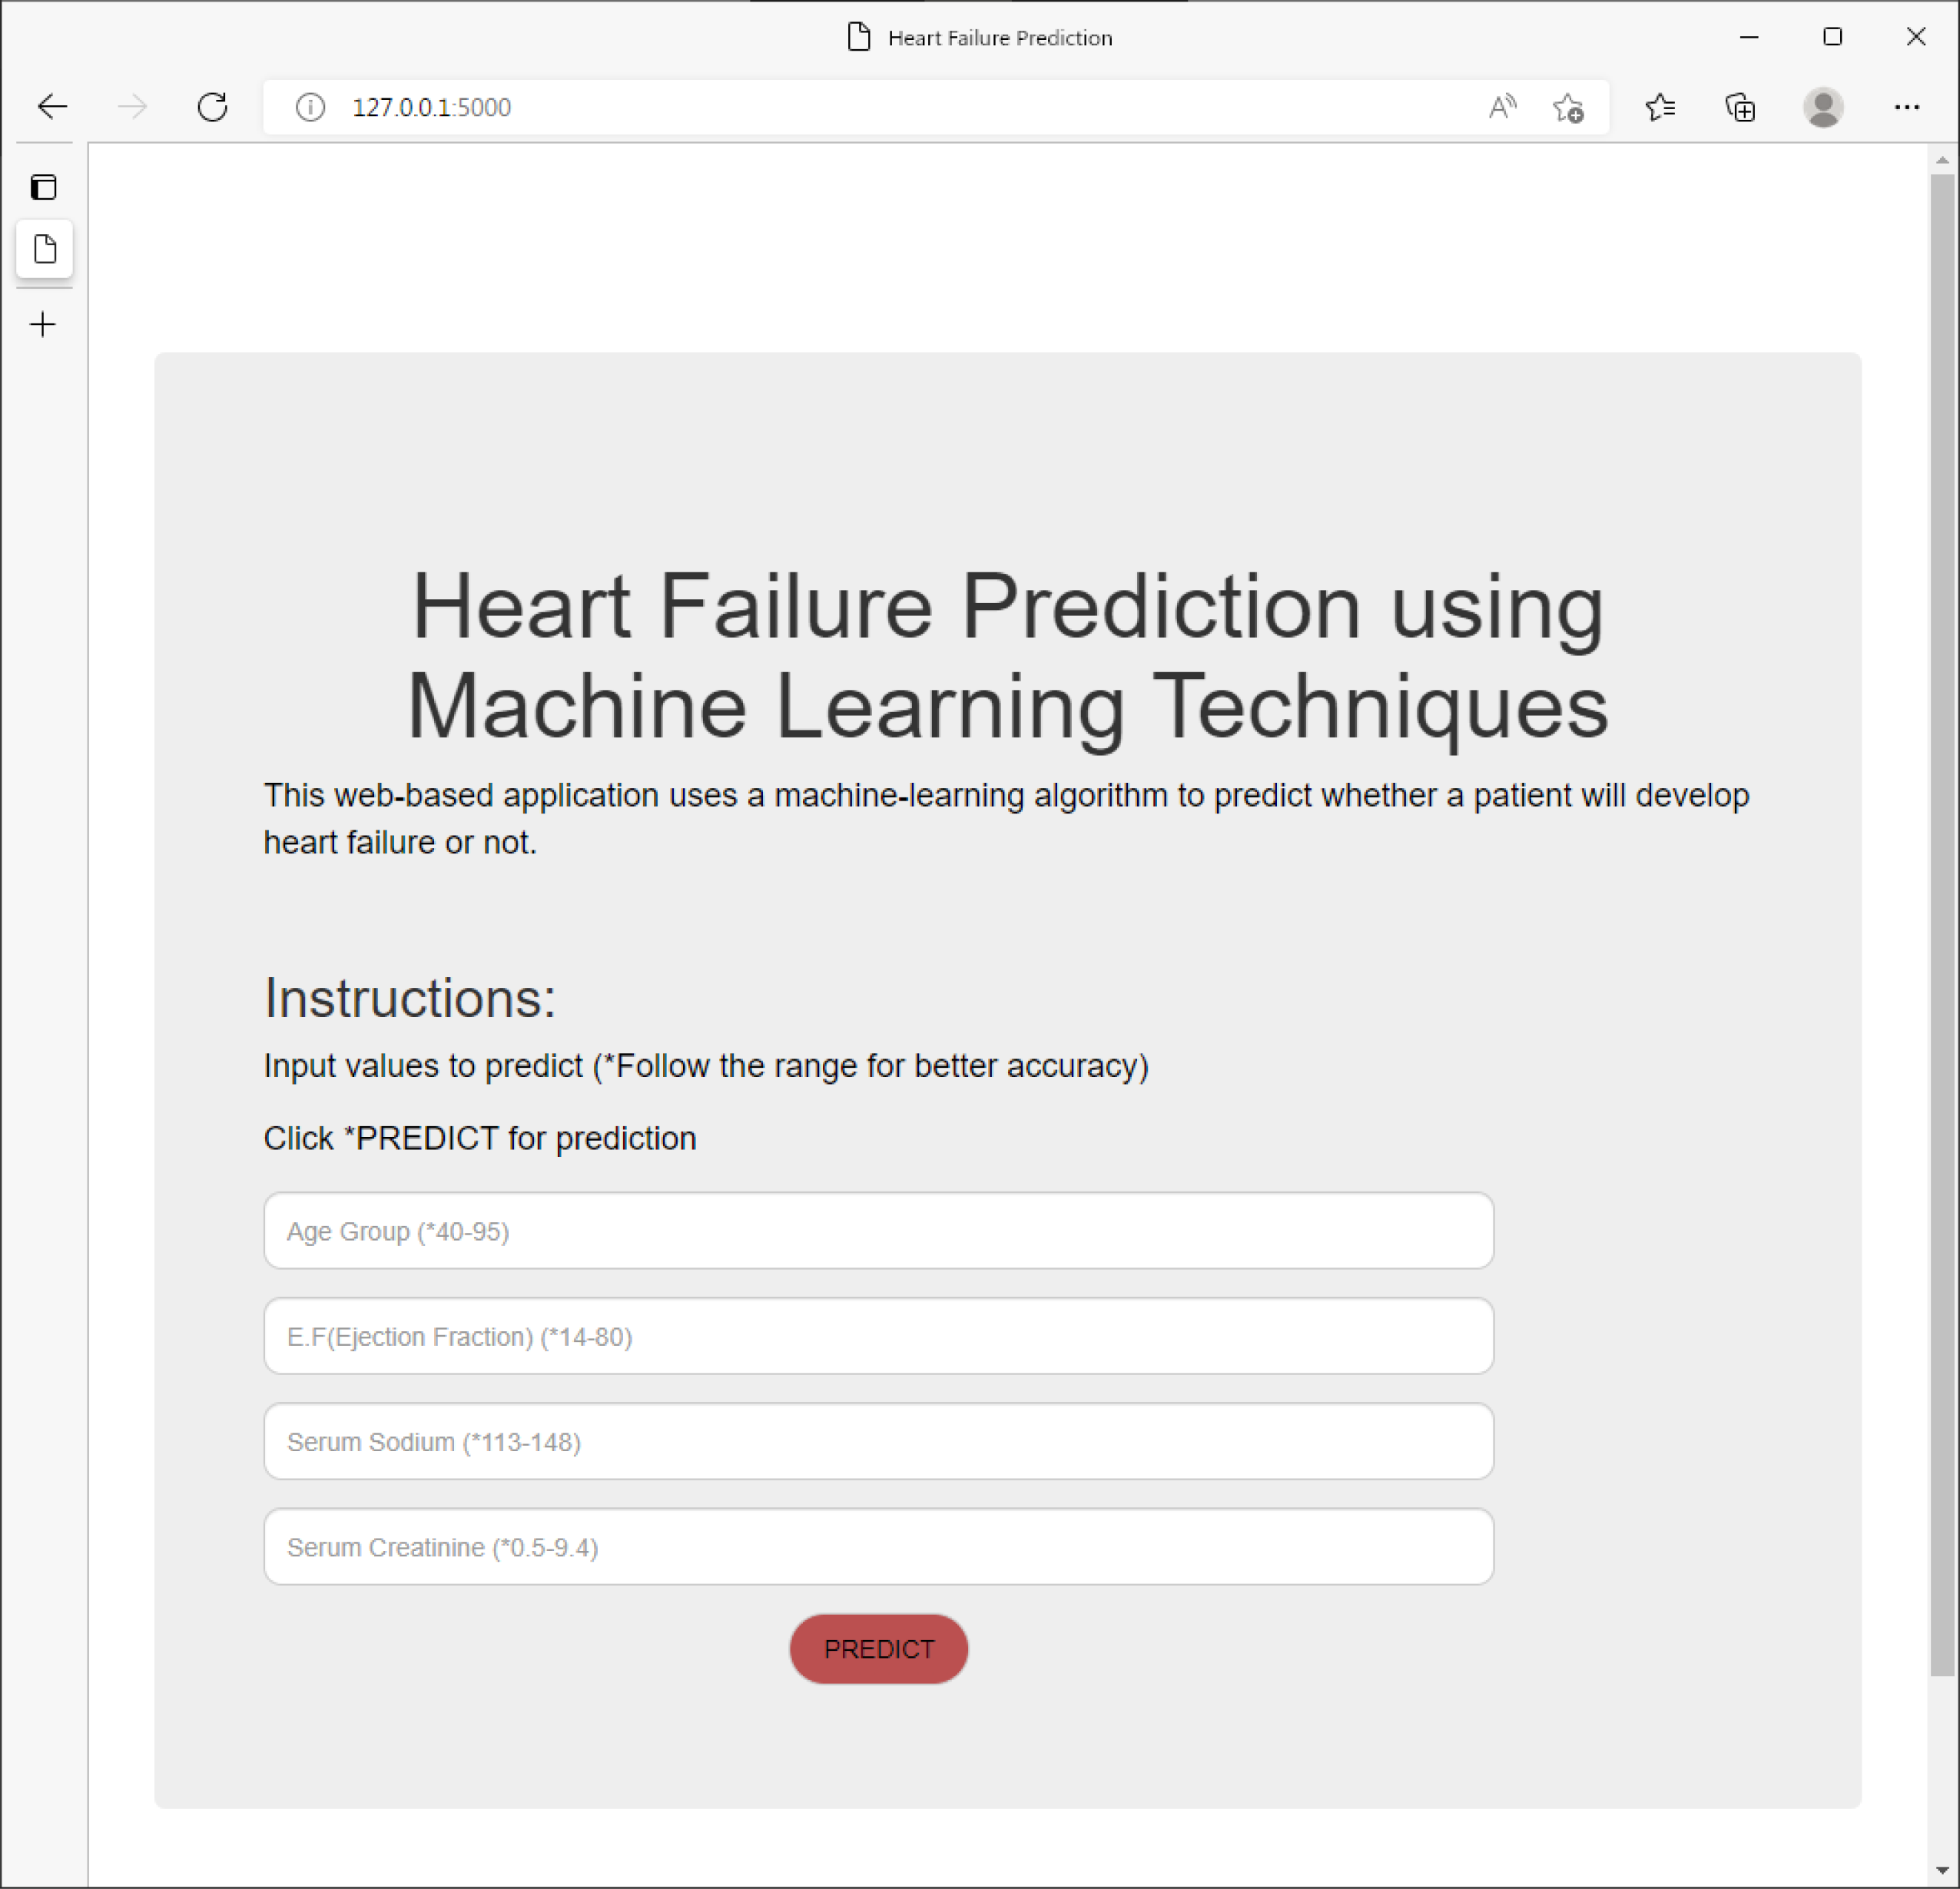 Heart Failure Prediction
127.0.0.1:5000
Heart Failure Prediction using
Machine Learning Techniques
This web-based application uses a machine-learning algorithm to predict whether a patient will develop
heart failure or not.
Instructions:
Input values to predict (*Follow the range for better accuracy)
Click *PREDICT for prediction
Age Group (*40-95)
E.F(Ejection Fraction) (*14-80)
Serum Sodium (*113-148)
Serum Creatinine (*0.5-9.4)
PREDICT